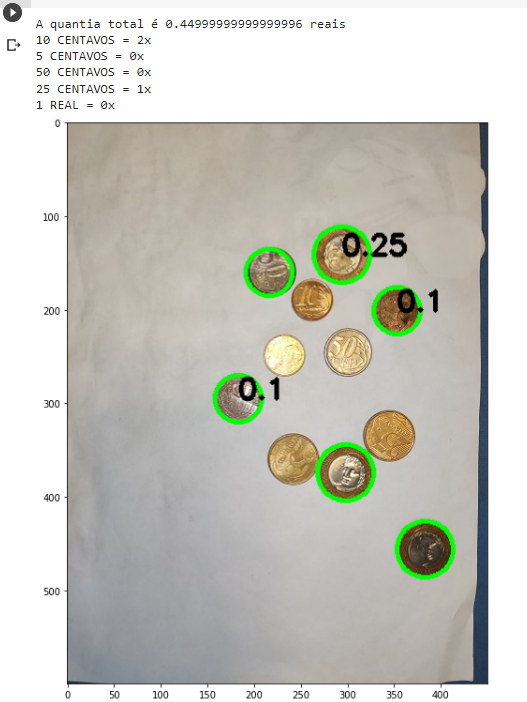 A quantia total é 0.44999999999999996 reais
10 CENTAVOS = 2x
5 CENTAVOS = 0x
50 CENTAVOS = 0x
25 CENTAVOS = 1x
1 REAL = 0x
0
100
0.25
200
0.1
50
300
0.1
400
500
0 50 100 150 200 250 300 350 400